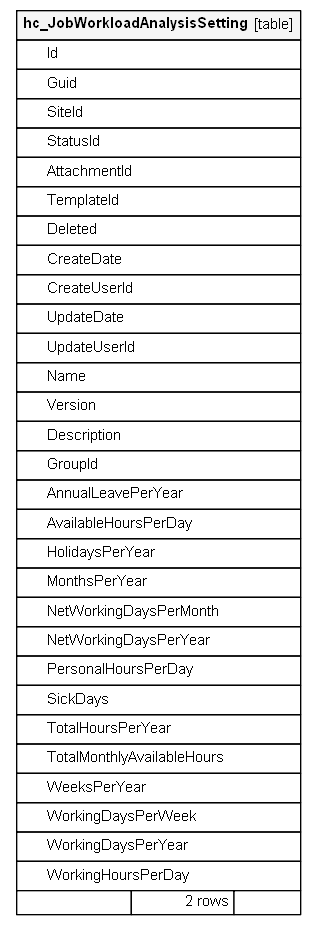 hc_JobWorkloadAnalysisSetting [table]
Id
Guid
SiteId
StatusId
AttachmentId
TemplateId
Deleted
CreateDate
CreateUserId
UpdateDate
UpdateUserId
Name
Version
Description
GroupId
AnnualLeavePerYear
AvailableHoursPerDay
HolidaysPerYear
MonthsPerYear
NetWorkingDaysPerMonth
NetWorkingDaysPerYear
PersonalHoursPerDay
SickDays
TotalHoursPerYear
TotalMonthlyAvailableHours
WeeksPerYear
WorkingDaysPerWeek
WorkingDaysPerYear
WorkingHoursPerDay
2 rows